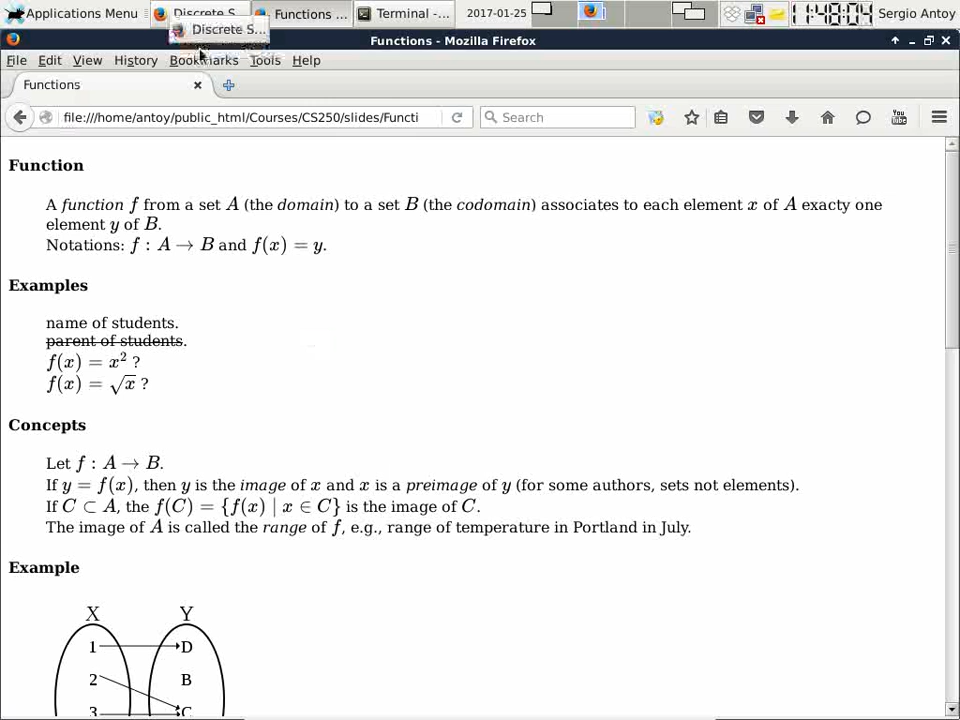 Applications Menu
Discrete S...
Functions ...
Terminal -...
2017-01-25
11:48:04
Sergio Antoy
Discrete S...
Functions - Mozilla Firefox
File Edit View History Bookmarks Tools Help
Functions
file:///home/antoy/public_html/Courses/CS250/slides/Functi
Search
You Tube
Function
A function f from a set A (the domain) to a set B (the codomain) associates to each element x of A exacty one
element y of B.
Notations: f : A → B and f(x) = y.
Examples
name of students.
parent of students.
f(x) = x² ?
f(x) = √x ?
Concepts
Let f : A → B.
If y = f(x), then y is the image of x and x is a preimage of y (for some authors, sets not elements).
If C ⊂ A, the f(C) = {f(x) | x ∈ C} is the image of C.
The image of A is called the range of f, e.g., range of temperature in Portland in July.
Example
X Y
1 D
2 B
3 C